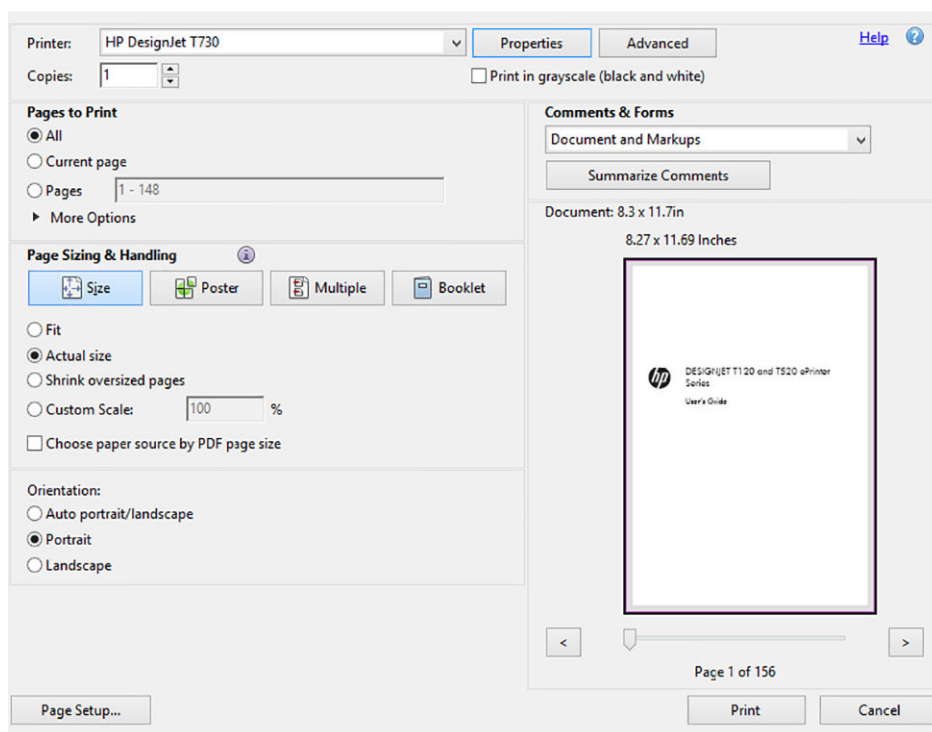 Printer: HP DesignJet T730 Properties Advanced Help ?
Copies: 1 Print in grayscale (black and white)
Pages to Print
All
Current page
Pages 1 - 148
More Options
Comments & Forms
Document and Markups
Summarize Comments
Page Sizing & Handling i
Size Poster Multiple Booklet
Fit
Actual size
Shrink oversized pages
Custom Scale: 100 %
Choose paper source by PDF page size
Orientation:
Auto portrait/landscape
Portrait
Landscape
Document: 8.3 x 11.7in
8.27 x 11.69 Inches
hp DESIGNJET T120 and T520 ePrinter
Series
User's Guide
< >
Page 1 of 156
Page Setup... Print Cancel